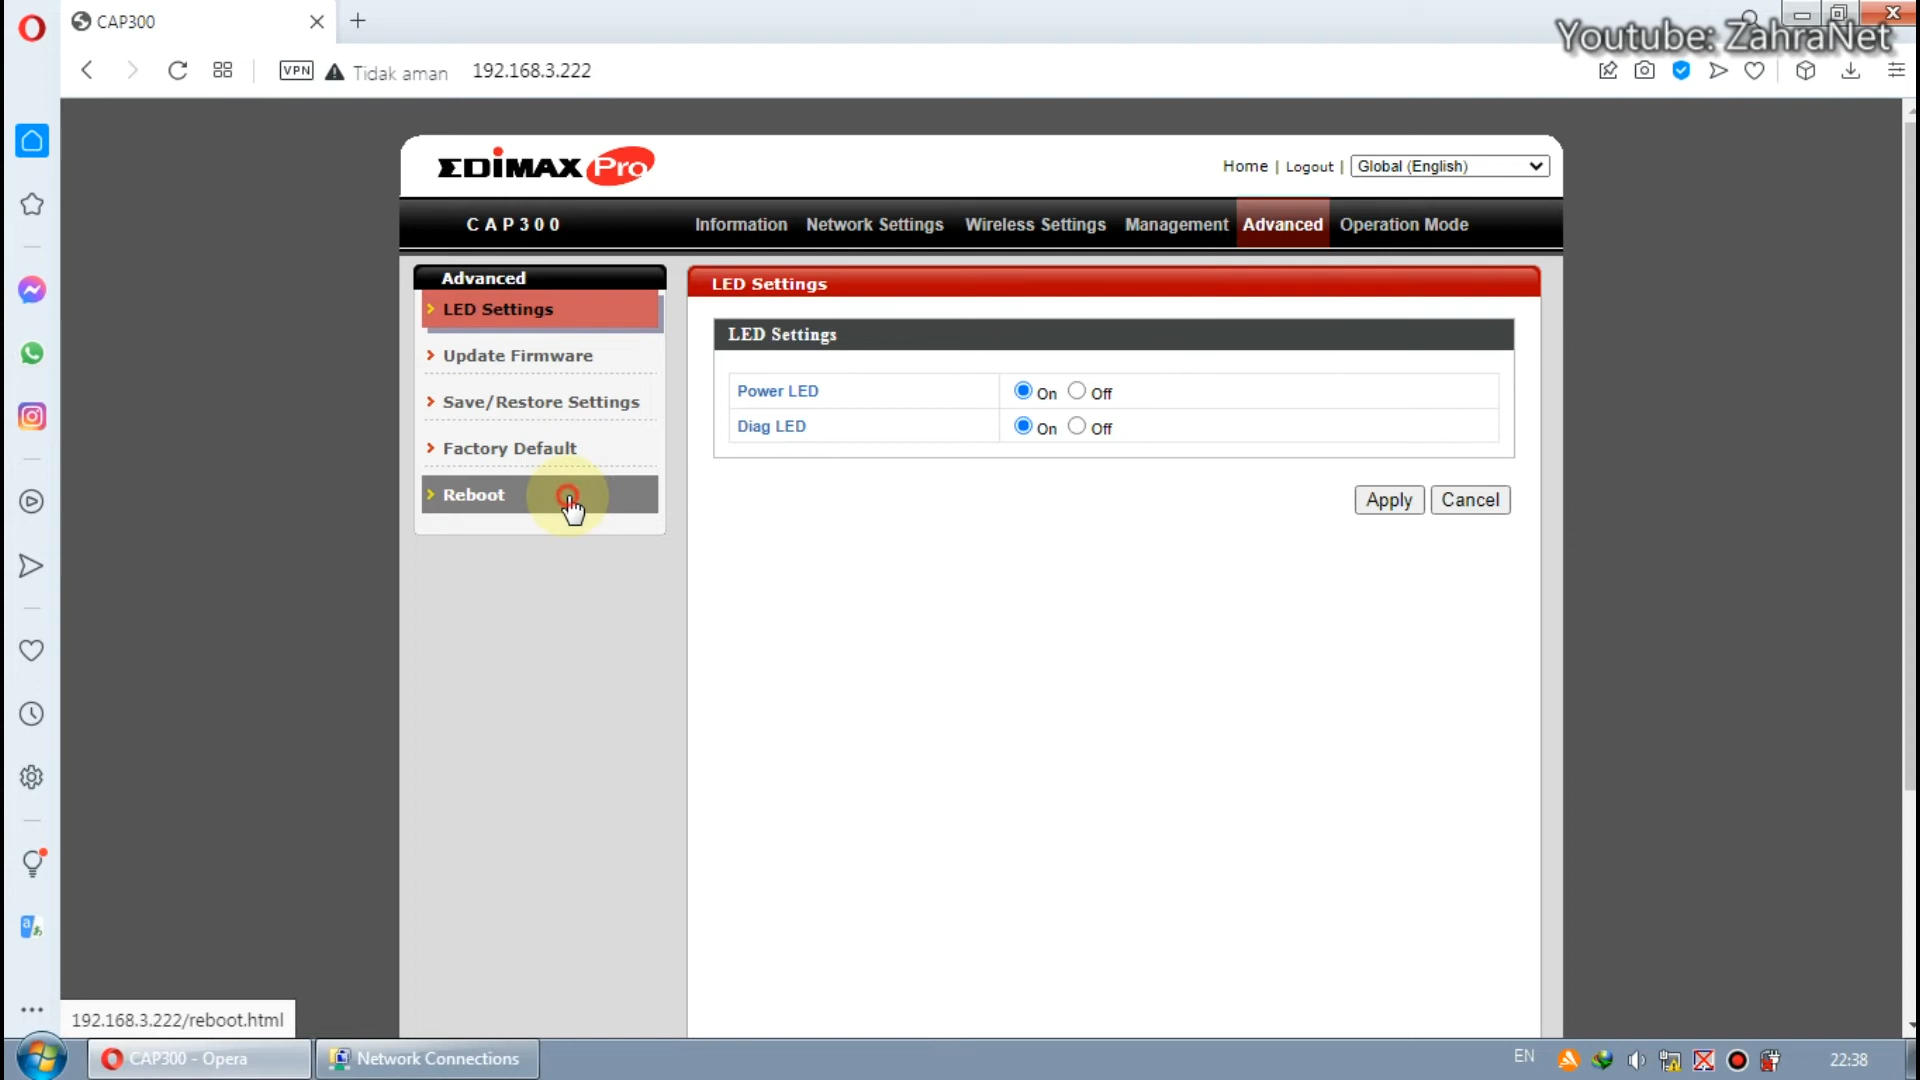 CAP300
Youtube: ZahraNet
VPN
Tidak aman
192.168.3.222
EDIMAX Pro
Home | Logout |
Global (English)
CAP300
Information
Network Settings
Wireless Settings
Management
Advanced
Operation Mode
Advanced
LED Settings
Update Firmware
Save/Restore Settings
Factory Default
Reboot
LED Settings
LED Settings
Power LED
On
Off
Diag LED
On
Off
Apply
Cancel
192.168.3.222/reboot.html
CAP300 - Opera
Network Connections
EN
22:38